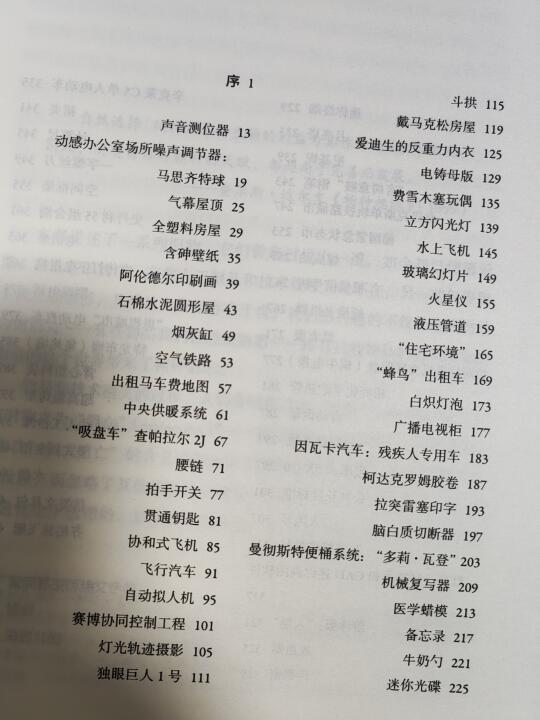 序 1
声音测位器 13
动感办公室场所噪声调节器：
马思齐特球 19
气幕屋顶 25
全塑料房屋 29
含砷壁纸 35
阿伦德尔印刷画 39
石棉水泥圆形屋 43
烟灰缸 49
空气铁路 53
出租马车费地图 57
中央供暖系统 61
“吸盘车”查帕拉尔 2J 67
腰链 71
拍手开关 77
贯通钥匙 81
协和式飞机 85
飞行汽车 91
自动拟人机 95
赛博协同控制工程 101
灯光轨迹摄影 105
独眼巨人 1 号 111
斗拱 115
戴马克松房屋 119
爱迪生的反重力内衣 125
电铸母版 129
费雪木塞玩偶 135
立方闪光灯 139
水上飞机 145
玻璃幻灯片 149
火星仪 155
液压管道 159
“住宅环境” 165
“蜂鸟”出租车 169
白炽灯泡 173
广播电视柜 177
因瓦卡汽车：残疾人专用车 183
柯达克罗姆胶卷 187
拉突雷塞印字 193
脑白质切断器 197
曼彻斯特便桶系统：“多莉·瓦登” 203
机械复写器 209
医学蜡模 213
备忘录 217
牛奶勺 221
迷你光碟 225